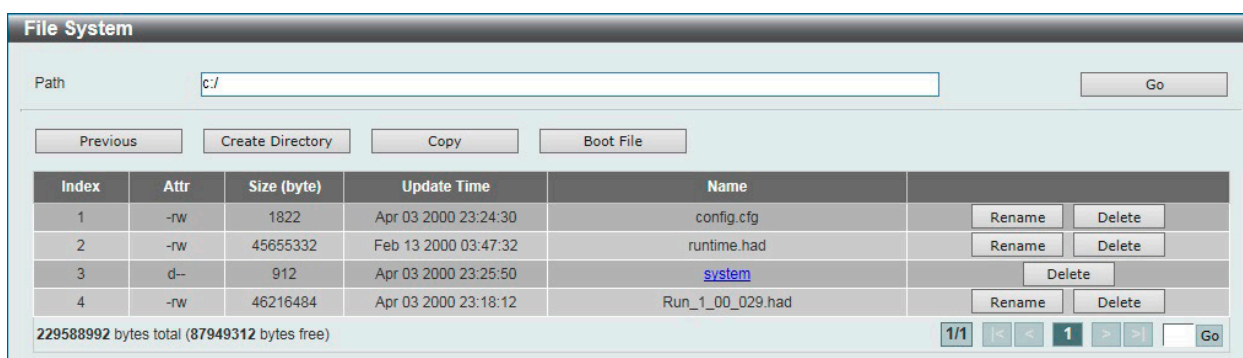 File System
Path c:/ Go
Previous Create Directory Copy Boot File
Index Attr Size (byte) Update Time Name
1 -rw 1822 Apr 03 2000 23:24:30 config.cfg Rename Delete
2 -rw 45655332 Feb 13 2000 03:47:32 runtime.had Rename Delete
3 d-- 912 Apr 03 2000 23:25:50 system Delete
4 -rw 46216484 Apr 03 2000 23:18:12 Run_1_00_029.had Rename Delete
229588992 bytes total (87949312 bytes free) 1/1 |< < 1 > >| Go